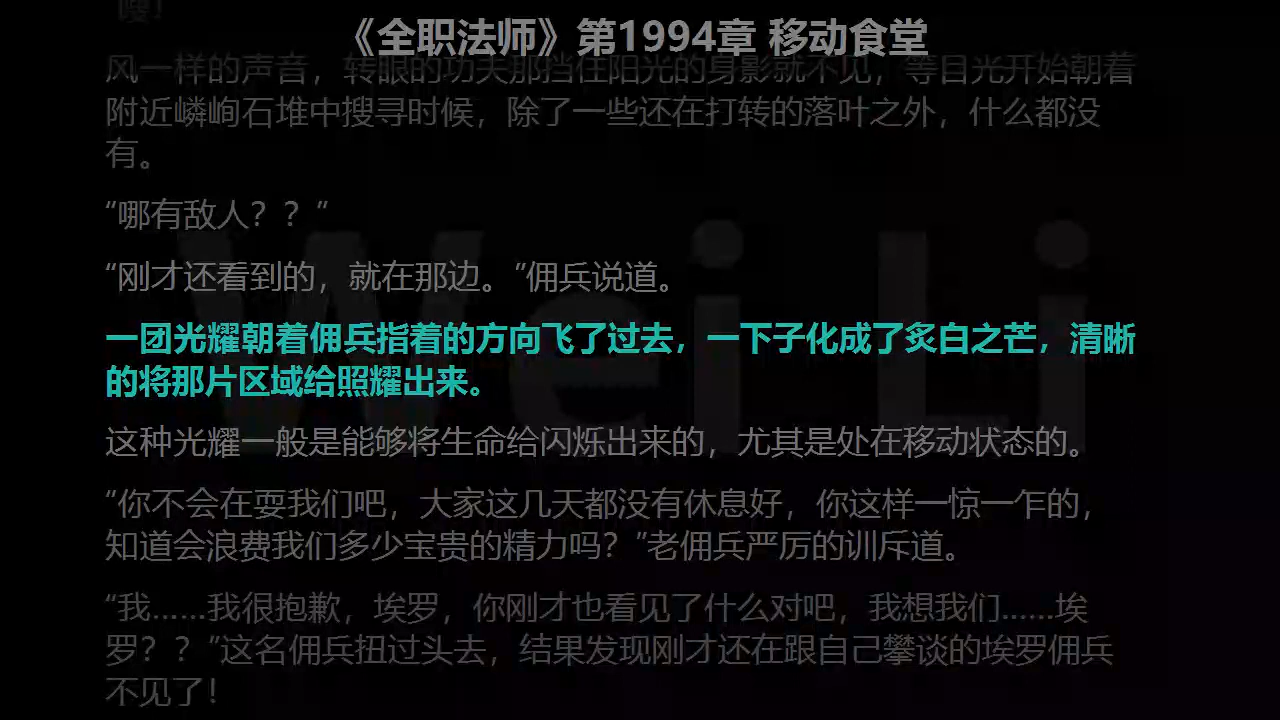 嗖！
《全职法师》第1994章 移动食堂
风一样的声音，转眼的功夫那挡住阳光的身影就不见，等目光开始朝着
附近嶙峋石堆中搜寻时候，除了一些还在打转的落叶之外，什么都没
有。
“哪有敌人？？”
“刚才还看到的，就在那边。”佣兵说道。
一团光耀朝着佣兵指着的方向飞了过去，一下子化成了炙白之芒，清晰
的将那片区域给照耀出来。
这种光耀一般是能够将生命给闪烁出来的，尤其是处在移动状态的。
“你不会在耍我们吧，大家这几天都没有休息好，你这样一惊一乍的，
知道会浪费我们多少宝贵的精力吗？”老佣兵严厉的训斥道。
“我……我很抱歉，埃罗，你刚才也看见了什么对吧，我想我们……埃
罗？？”这名佣兵扭过头去，结果发现刚才还在跟自己攀谈的埃罗佣兵
不见了！
Wei Li